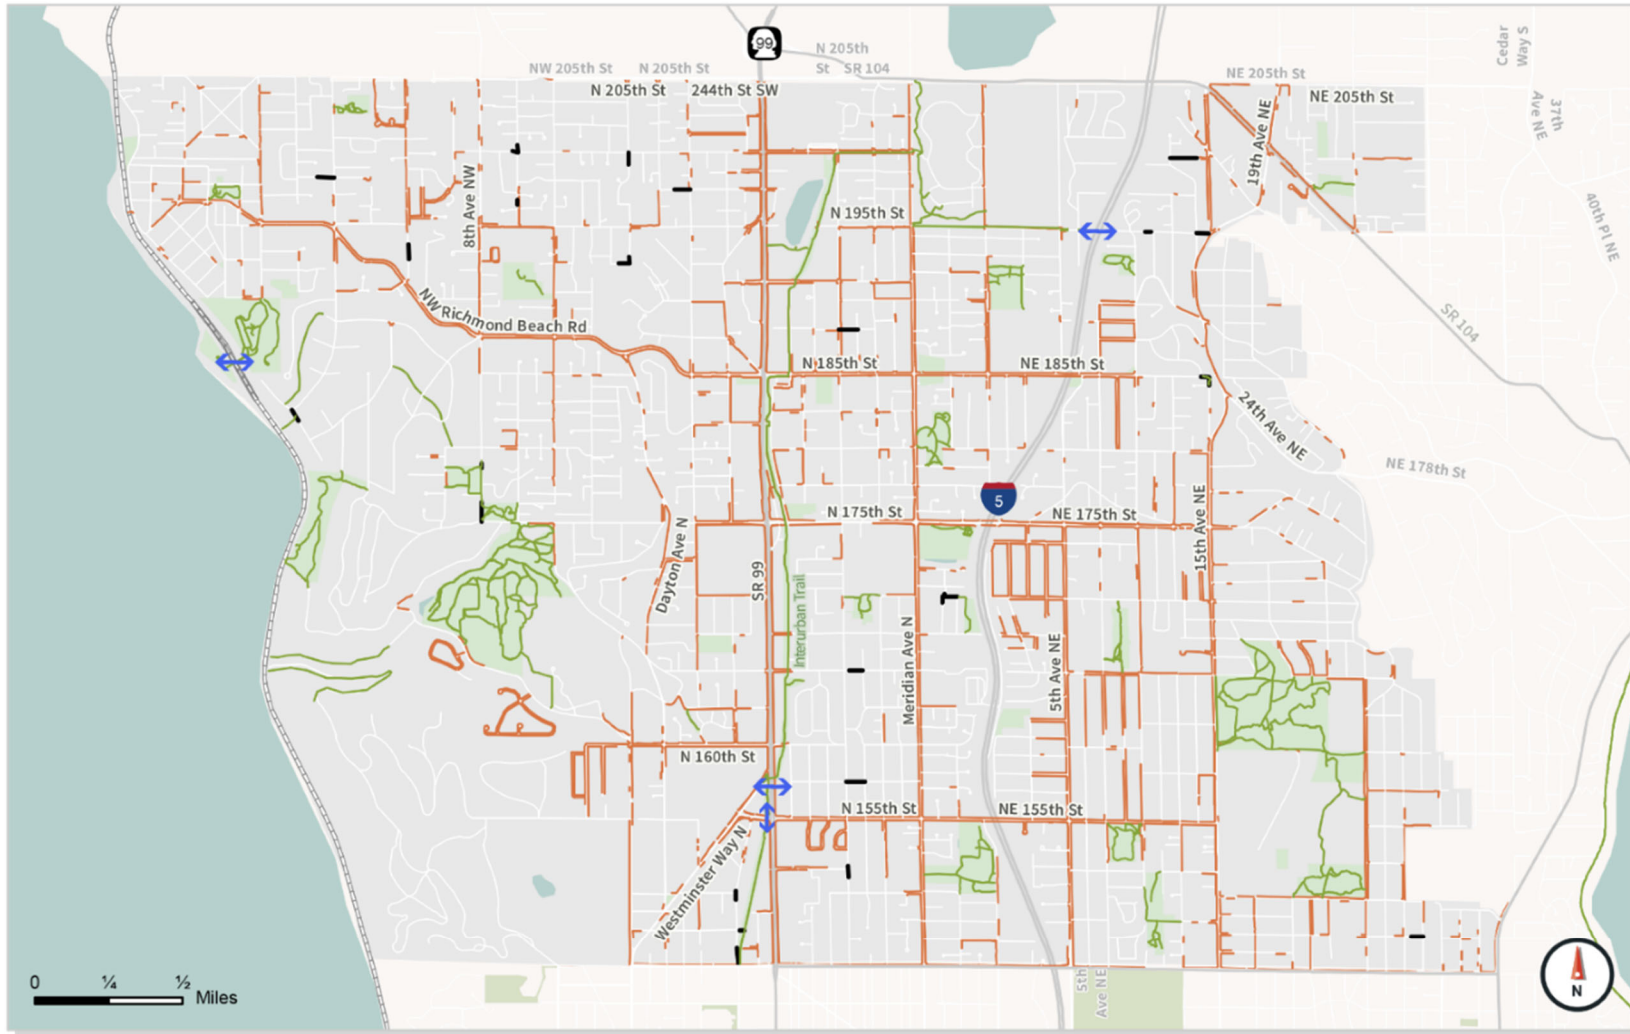 99
N 205th
St SR 104
NW 205th St
N 205th St
N 205th St
244th St SW
NE 205th St
NE 205th St
Cedar
Way S
37th
Ave NE
19th Ave NE
8th Ave NW
N 195th St
40th Pl NE
SR 104
NW Richmond Beach Rd
N 185th St
NE 185th St
24th Ave NE
NE 178th St
5
N 175th St
NE 175th St
15th Ave NE
Dayton Ave N
SR 99
Interurban Trail
Meridian Ave N
5th Ave NE
N 160th St
N 155th St
NE 155th St
Westminster Way N
5th
Ave NE
0 ¼ ½
Miles
N